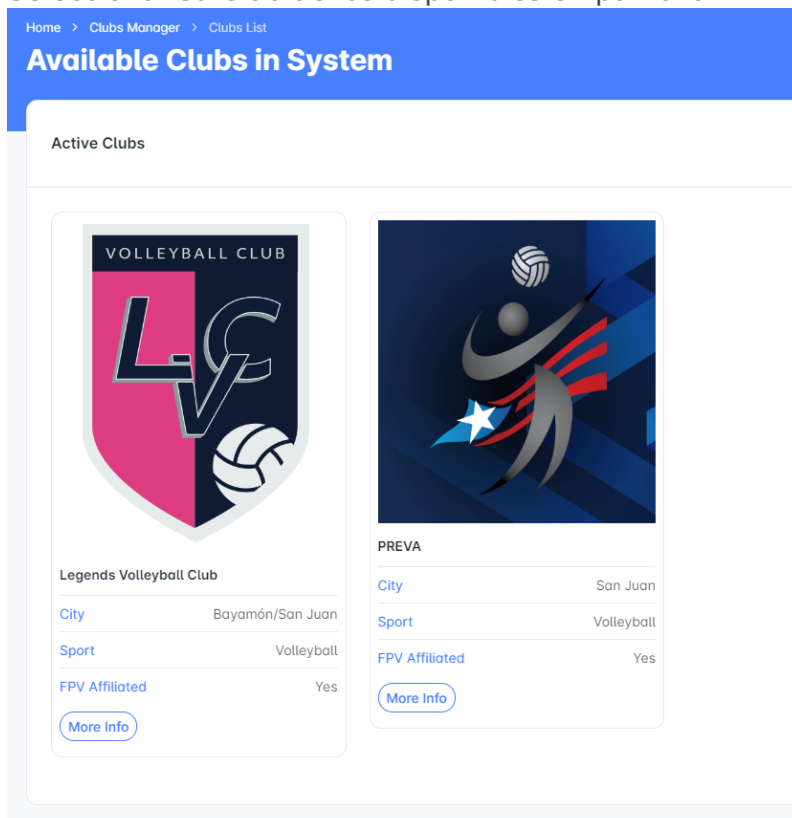 Home > Clubs Manager > Clubs List
Available Clubs in System
Active Clubs
VOLLEYBALL CLUB
LVC
Legends Volleyball Club
City Bayamón/San Juan
Sport Volleyball
FPV Affiliated Yes
More Info
PREVA
City San Juan
Sport Volleyball
FPV Affiliated Yes
More Info